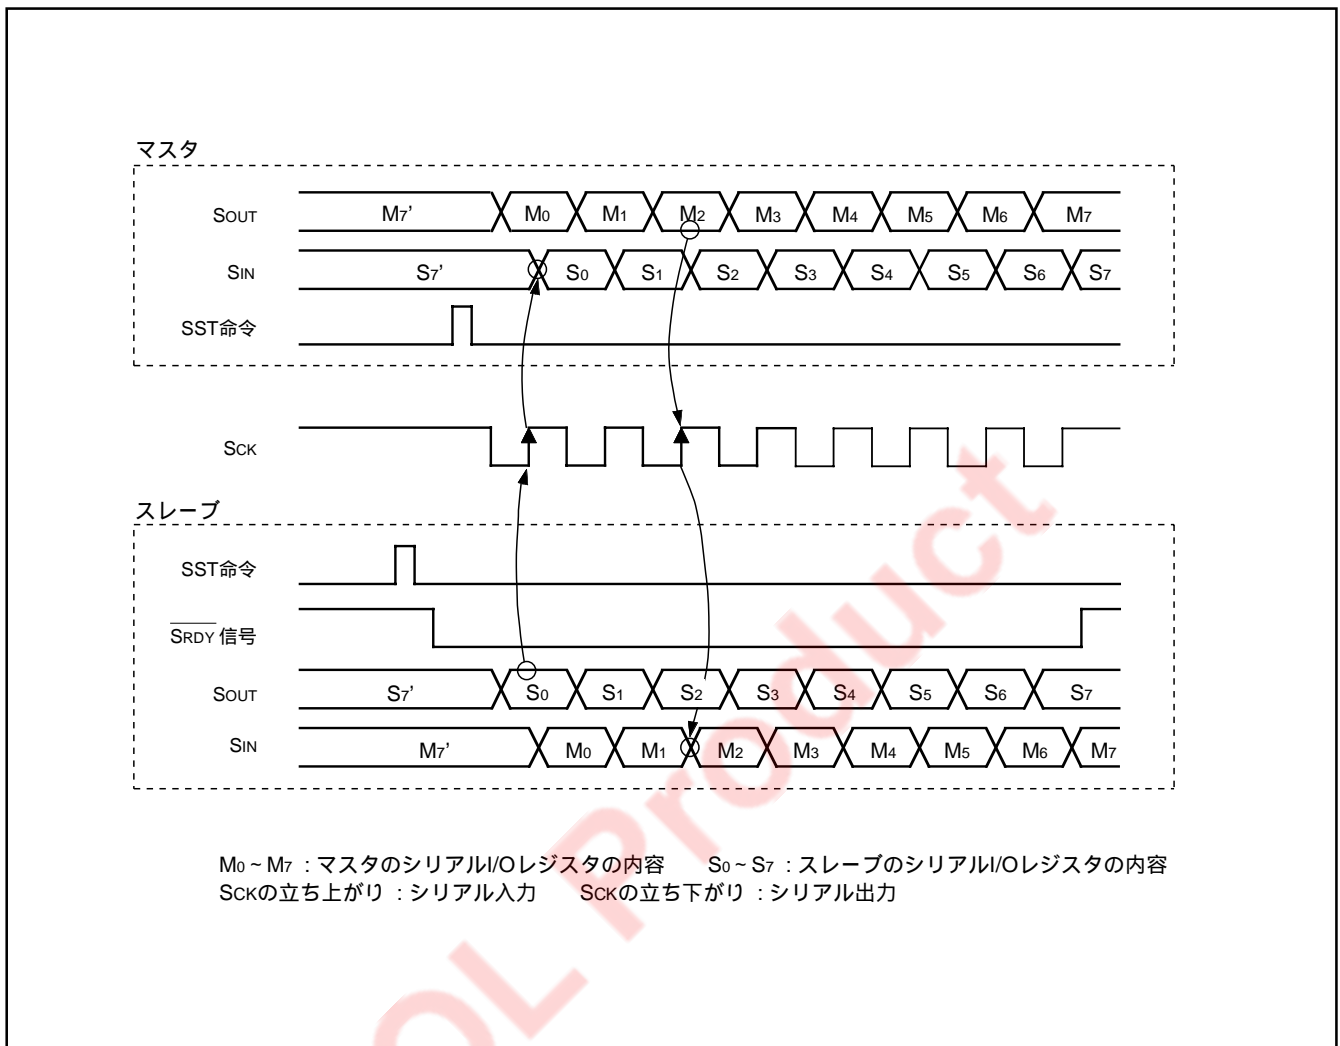 マスタ
SOUT M7' M0 M1 M2 M3 M4 M5 M6 M7
SIN S7' S0 S1 S2 S3 S4 S5 S6 S7
SST命令
SCK
スレーブ
SST命令
SRDY 信号
SOUT S7' S0 S1 S2 S3 S4 S5 S6 S7
SIN M7' M0 M1 M2 M3 M4 M5 M6 M7
M0 ~ M7 : マスタのシリアルI/Oレジスタの内容 S0 ~ S7 : スレーブのシリアルI/Oレジスタの内容
SCKの立ち上がり : シリアル入力 SCKの立ち下がり : シリアル出力
OL Product